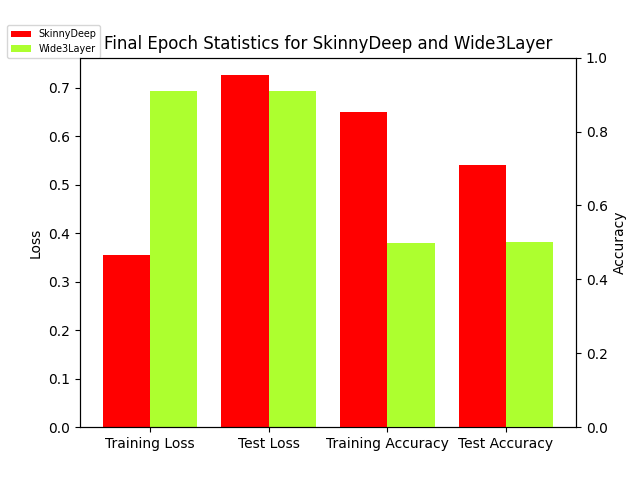 SkinnyDeep
Wide3Layer
Final Epoch Statistics for SkinnyDeep and Wide3Layer
Loss
0.7
0.6
0.5
0.4
0.3
0.2
0.1
0.0
1.0
0.8
0.6
0.4
0.2
0.0
Accuracy
Training Loss
Test Loss
Training Accuracy
Test Accuracy